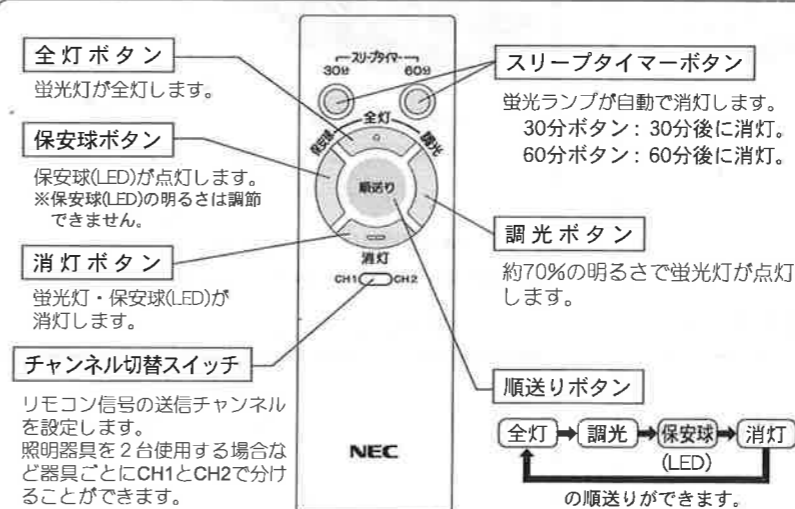 全灯ボタン
蛍光灯が全灯します。
保安球ボタン
保安球(LED)が点灯します。
※保安球(LED)の明るさは調節
できません。
消灯ボタン
蛍光灯・保安球(LED)が
消灯します。
チャンネル切替スイッチ
リモコン信号の送信チャンネル
を設定します。
照明器具を2台使用する場合な
ど器具ごとにCH1とCH2で分け
ることができます。
スリープタイマー
30分 60分
全灯
保安球
調光
順送り
消灯
CH1 CH2
NEC
スリープタイマーボタン
蛍光ランプが自動で消灯します。
30分ボタン：30分後に消灯。
60分ボタン：60分後に消灯。
調光ボタン
約70%の明るさで蛍光灯が点灯
します。
順送りボタン
全灯➡調光➡保安球➡消灯
(LED)
の順送りができます。